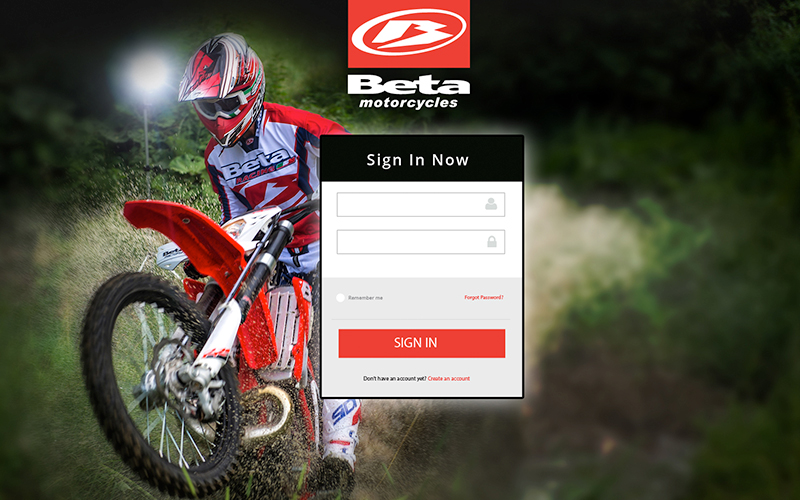 Beta
motorcycles
Sign In Now
Beta
RACING
Remember me
Forgot Password?
SIGN IN
Don't have an account yet? Create an account